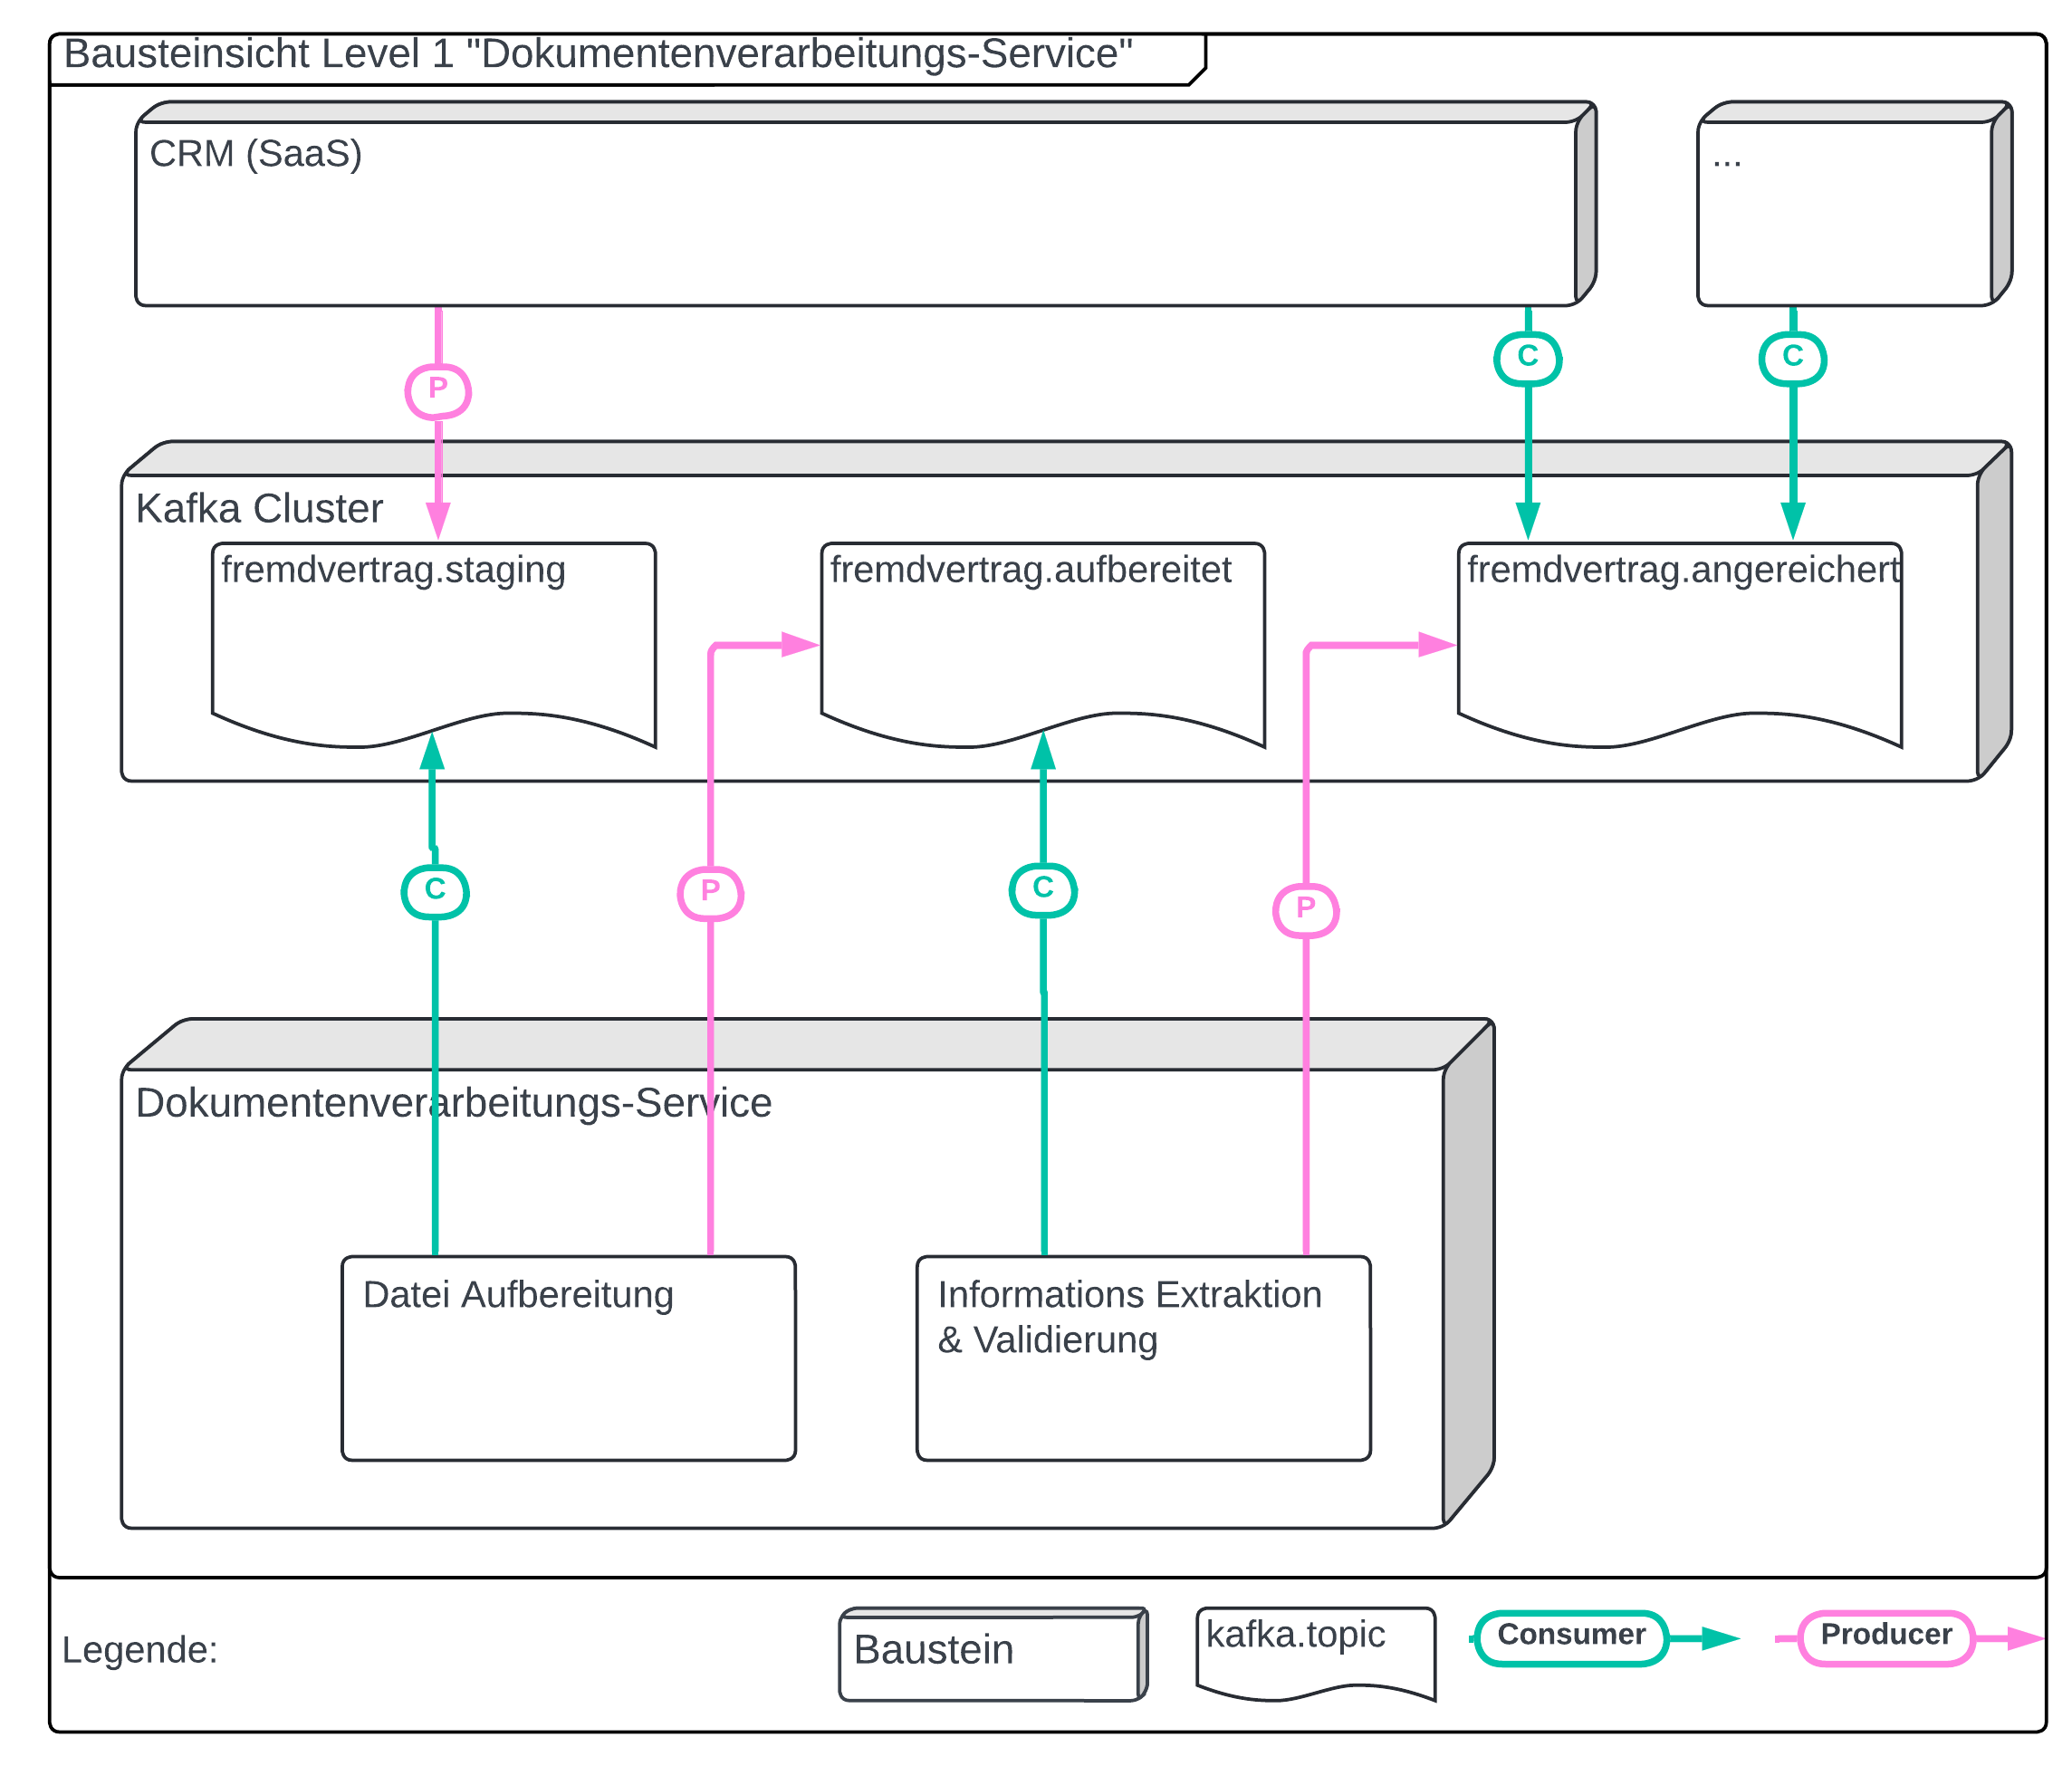 Bausteinsicht Level 1 "Dokumentenverarbeitungs-Service"
CRM (SaaS)
...
P
C
C
Kafka Cluster
fremdvertrag.staging
fremdvertrag.aufbereitet
fremdvertrag.angereichert
C
P
C
P
Dokumentenverarbeitungs-Service
Datei Aufbereitung
Informations Extraktion
& Validierung
Legende:
Baustein
kafka.topic
Consumer
Producer